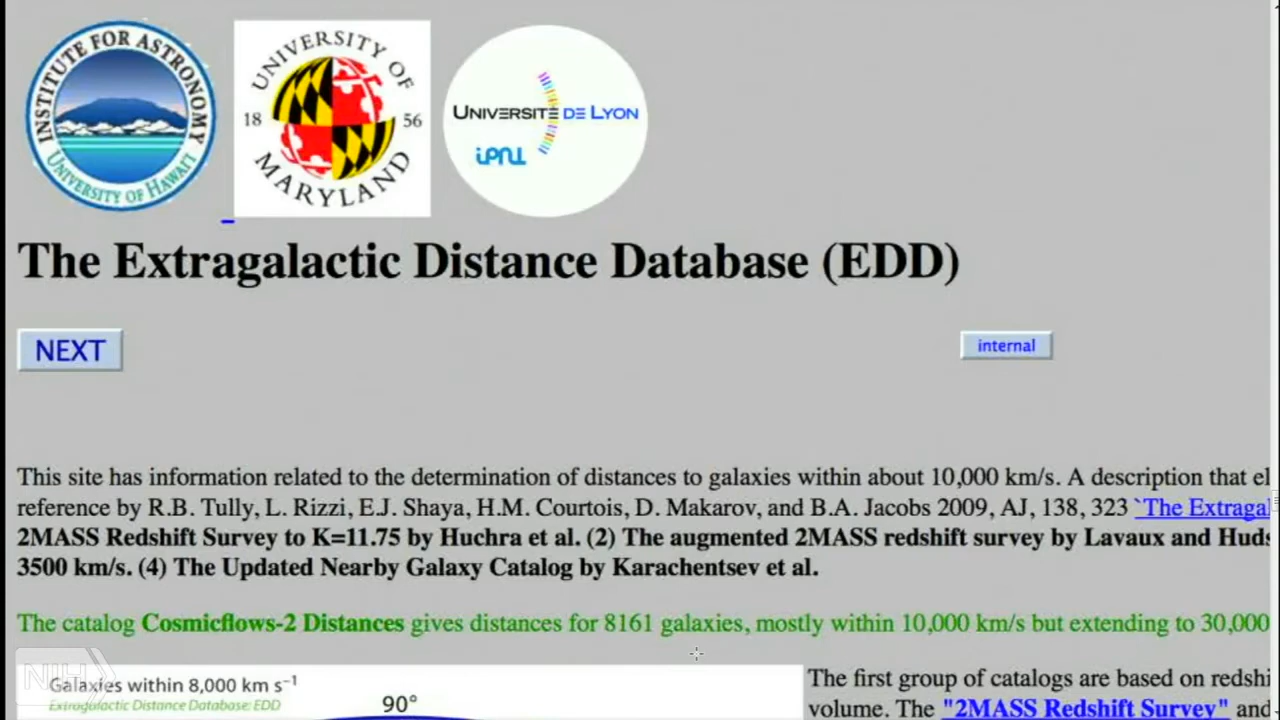 INSTITUTE FOR ASTRONOMY
UNIVERSITY OF HAWAI'I
UNIVERSITY OF
18 56
MARYLAND
UNIVERSITE DE LYON
iPNL
The Extragalactic Distance Database (EDD)
NEXT
internal
This site has information related to the determination of distances to galaxies within about 10,000 km/s. A description that el
reference by R.B. Tully, L. Rizzi, E.J. Shaya, H.M. Courtois, D. Makarov, and B.A. Jacobs 2009, AJ, 138, 323 `The Extragal
2MASS Redshift Survey to K=11.75 by Huchra et al. (2) The augmented 2MASS redshift survey by Lavaux and Huds
3500 km/s. (4) The Updated Nearby Galaxy Catalog by Karachentsev et al.
The catalog Cosmicflows-2 Distances gives distances for 8161 galaxies, mostly within 10,000 km/s but extending to 30,000
NIH
Galaxies within 8,000 km s⁻¹
Extragalactic Distance Database: EDD
90°
The first group of catalogs are based on redshi
volume. The "2MASS Redshift Survey" and